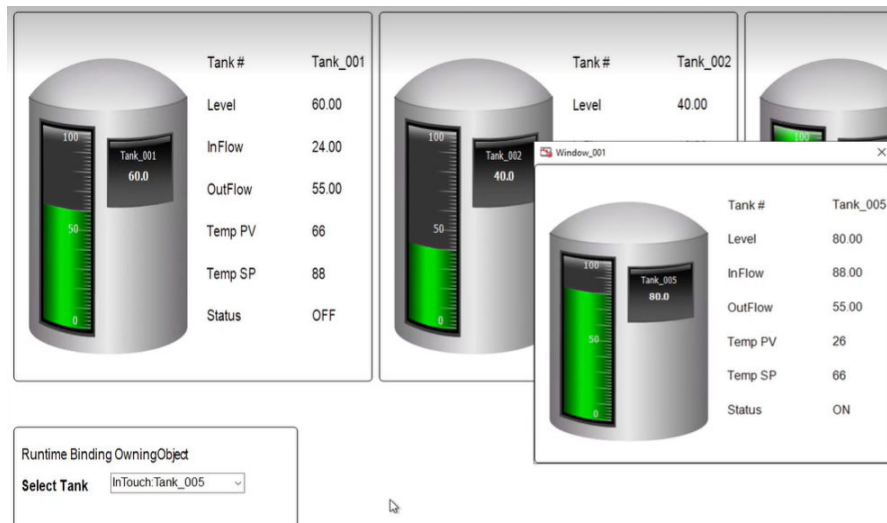 Tank # Tank_001
Level 60.00
InFlow 24.00
OutFlow 55.00
Temp PV 66
Temp SP 88
Status OFF
100
50
0
Tank_001
60.0
Tank # Tank_002
Level 40.00
100
50
0
Tank_002
40.0
100
Window_001
Tank # Tank_005
Level 80.00
InFlow 88.00
OutFlow 55.00
Temp PV 26
Temp SP 66
Status ON
100
50
0
Tank_005
80.0
Runtime Binding OwningObject
Select Tank InTouch:Tank_005